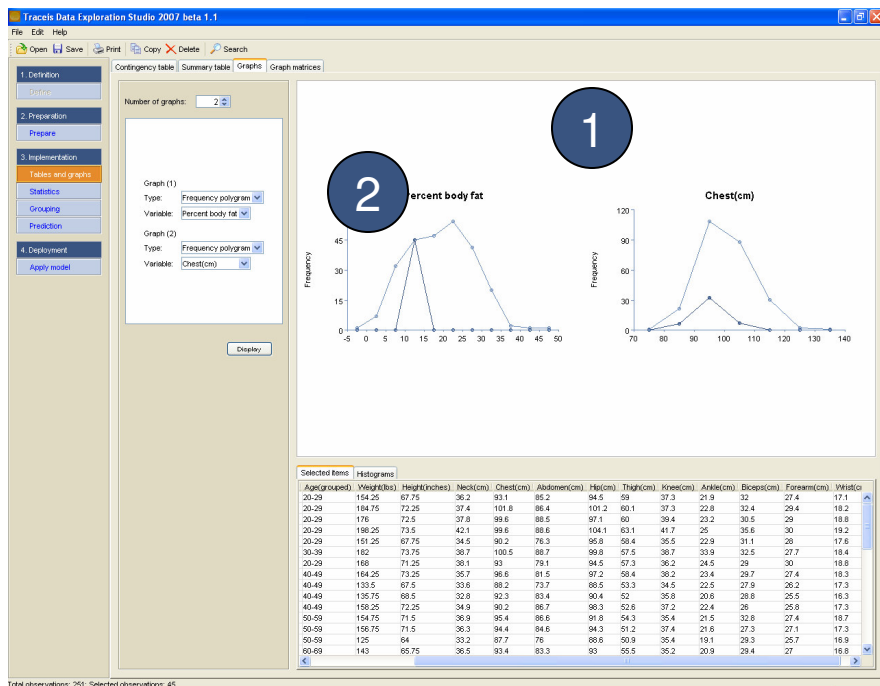 Traceis Data Exploration Studio 2007 beta 1.1
File Edit Help
Open Save Print Copy Delete Search
Contingency table Summary table Graphs Graph matrices
1. Definition
Define
2. Preparation
Prepare
3. Implementation
Tables and graphs
Statistics
Grouping
Prediction
4. Deployment
Apply model
Number of graphs: 2
Graph (1)
Type: Frequency polygram
Variable: Percent body fat
Graph (2)
Type: Frequency polygram
Variable: Chest(cm)
Display
1
2
ercent body fat
Frequency
45
30
15
0
-5 0 5 10 15 20 25 30 35 40 45 50
Chest(cm)
Frequency
120
90
60
30
0
70 80 90 100 110 120 130 140
Selected items Histograms
Age(grouped) Weight(lbs) Height(inches) Neck(cm) Chest(cm) Abdomen(cm) Hip(cm) Thigh(cm) Knee(cm) Ankle(cm) Biceps(cm) Forearm(cm) Wrist(c
20-29 154.25 67.75 36.2 93.1 85.2 94.5 59 37.3 21.9 32 27.4 17.1
20-29 184.75 72.25 37.4 101.8 86.4 101.2 60.1 37.3 22.8 32.4 29.4 18.2
20-29 176 72.5 37.8 99.6 88.5 97.1 60 39.4 23.2 30.5 29 18.8
20-29 198.25 73.5 42.1 99.6 88.6 104.1 63.1 41.7 25 35.6 30 19.2
20-29 151.25 67.75 34.5 90.2 76.3 95.8 58.4 35.5 22.9 31.1 28 17.6
30-39 182 73.75 38.7 100.5 88.7 99.8 57.5 38.7 33.9 32.5 27.7 18.4
20-29 168 71.25 38.1 93 79.1 94.5 57.3 36.2 24.5 29 30 18.8
40-49 164.25 73.25 35.7 96.6 81.5 97.2 58.4 38.2 23.4 29.7 27.4 18.3
40-49 133.5 67.5 33.6 88.2 73.7 88.5 53.3 34.5 22.5 27.9 26.2 17.3
40-49 135.75 68.5 32.8 92.3 83.4 90.4 52 35.8 20.6 28.8 25.5 16.3
40-49 158.25 72.25 34.9 90.2 86.7 98.3 52.6 37.2 22.4 26 25.8 17.3
50-59 154.75 71.5 36.9 95.4 86.6 91.8 54.3 35.4 21.5 32.8 27.4 18.7
50-59 156.75 71.5 36.3 94.4 84.6 94.3 51.2 37.4 21.6 27.3 27.1 17.3
50-59 125 64 33.2 87.7 76 88.6 50.9 35.4 19.1 29.3 25.7 16.9
60-69 143 65.75 36.5 93.4 83.3 93 55.5 35.2 20.9 29.4 27 16.8
Total observations: 251; Selected observations: 45